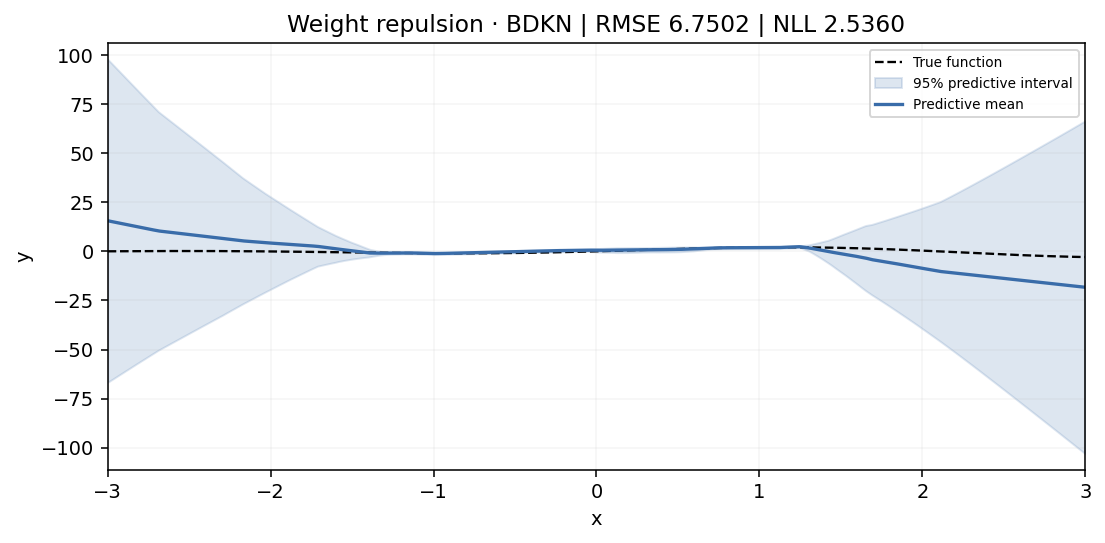 Weight repulsion · BDKN | RMSE 6.7502 | NLL 2.5360
True function
95% predictive interval
Predictive mean
100
75
50
25
0
−25
−50
−75
−100
y
−3 −2 −1 0 1 2 3
x